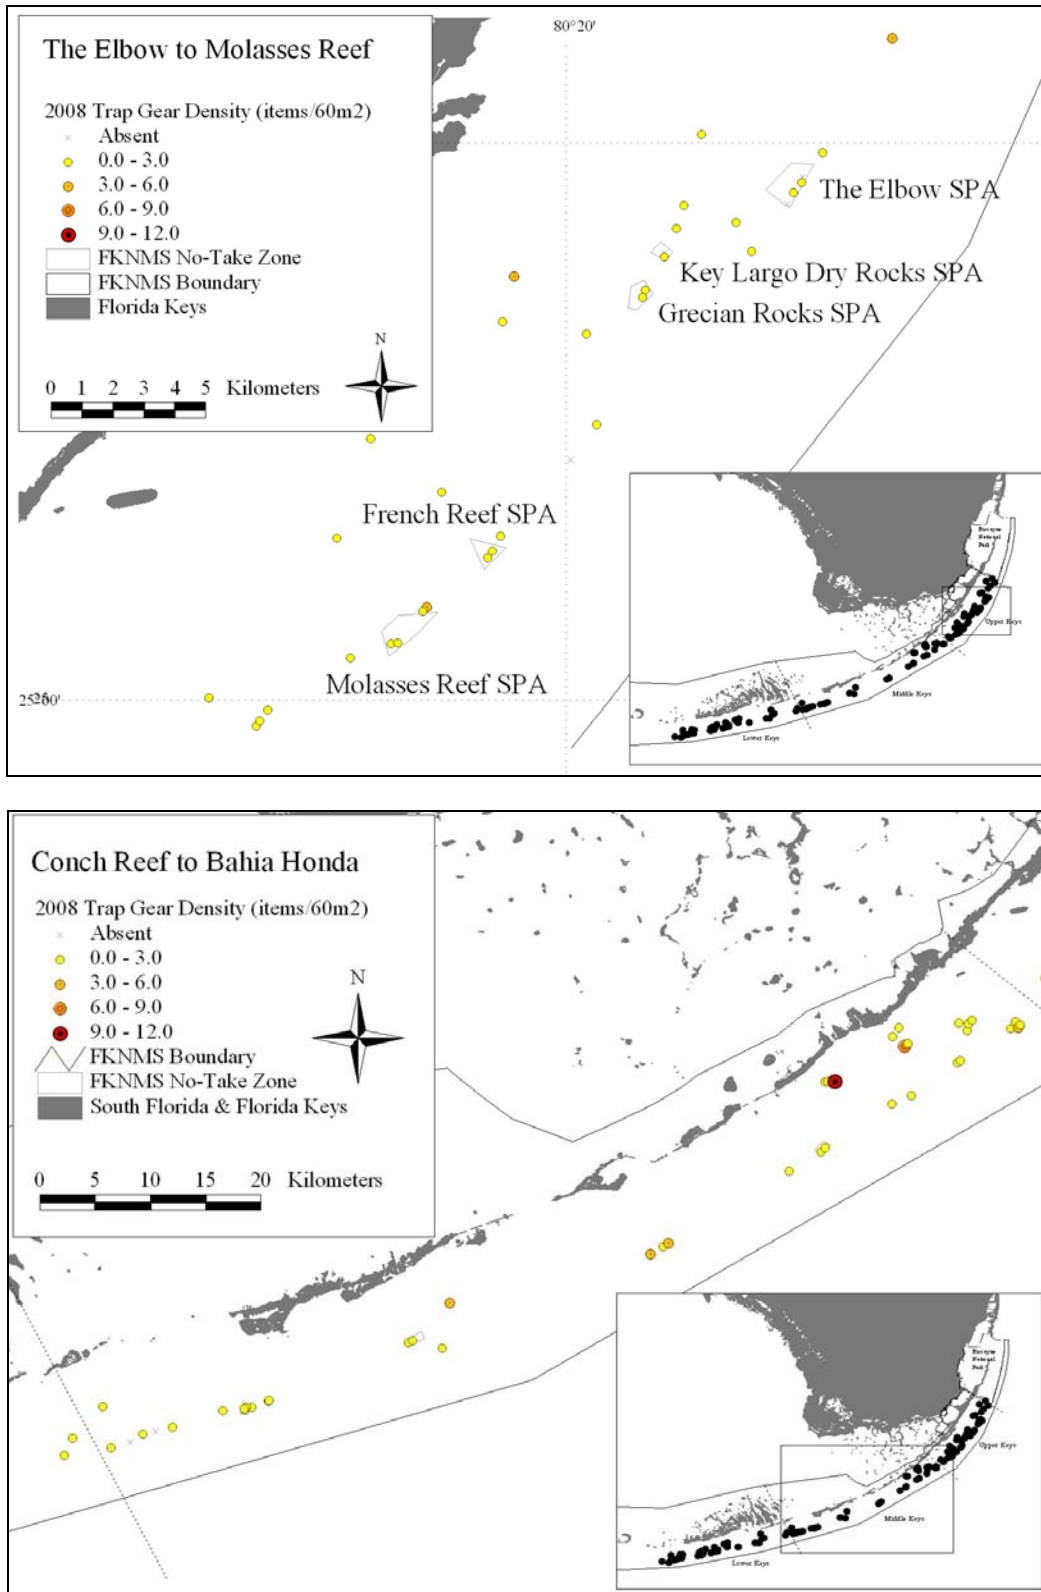 80°20'
The Elbow to Molasses Reef
2008 Trap Gear Density (items/60m2)
Absent
0.0 - 3.0
3.0 - 6.0
6.0 - 9.0
9.0 - 12.0
FKNMS No-Take Zone
FKNMS Boundary
Florida Keys
N
0 1 2 3 4 5 Kilometers
The Elbow SPA
Key Largo Dry Rocks SPA
Grecian Rocks SPA
French Reef SPA
Molasses Reef SPA
Biscayne
National
Park
Upper Keys
Middle Keys
Lower Keys
Conch Reef to Bahia Honda
2008 Trap Gear Density (items/60m2)
Absent
0.0 - 3.0
3.0 - 6.0
6.0 - 9.0
9.0 - 12.0
FKNMS Boundary
FKNMS No-Take Zone
South Florida & Florida Keys
N
0 5 10 15 20 Kilometers
Biscayne
National
Park
Upper Keys
Middle Keys
Lower Keys